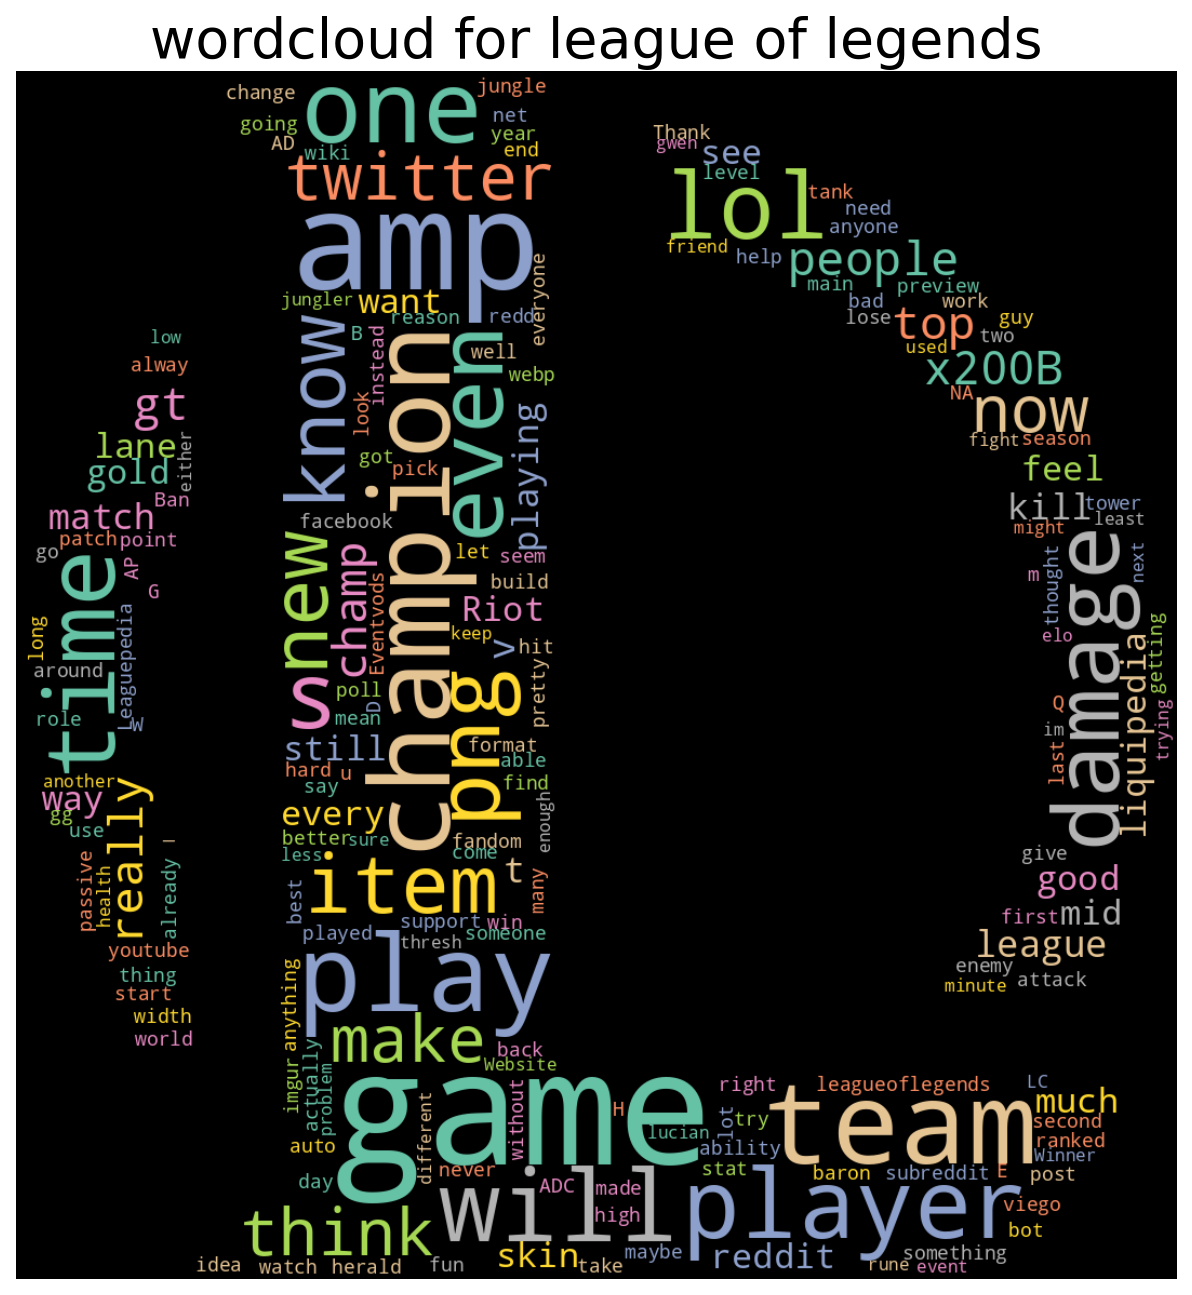 wordcloud for league of legends
change
one
jungle
going
net
AD
year
wiki
end
twitter
amp
jungler
want
everyone
reason
redd
know
B
instead
champion
even
well
webp
look
got
pick
playing
facebook
new
champ
let
seem
Eventvods
build
Riot
keep
v
hit
s
poll
D
mean
png
pretty
still
format
able
hard
u
say
find
every
better
sure
fandom
enough
less
come
item
t
best
many
support
win
played
thresh
someone
play
anything
make
back
Website
imgur
actually
problem
low
alway
gt
lane
gold
either
Ban
match
patch
point
go
time
AP
G
long
Leaguepedia
around
role
W
another
way
really
gg
use
I
passive
health
already
youtube
thing
start
width
world
Thank
gwen
see
level
lol
tank
need
anyone
friend
help
people
main
preview
bad
work
lose
top
guy
used
two
x200B
NA
now
fight
season
feel
kill
tower
least
might
damage
thought
next
m
elo
getting
liquipedia
Q
im
last
trying
give
good
first
mid
league
enemy
attack
minute
game
without
H
right
leagueoflegends
LC
much
different
lucian
lot
try
team
second
ranked
auto
ability
Winner
never
stat
baron
subreddit
E
post
day
will
ADC
made
high
player
viego
bot
think
skin
maybe
reddit
something
idea
watch
herald
fun
take
rune
event